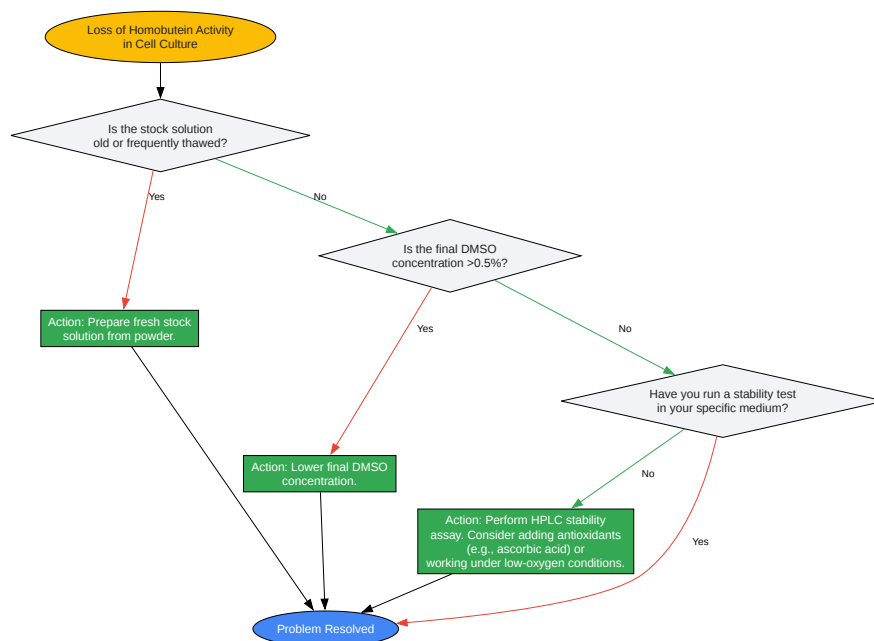 Loss of Homobutein Activity
in Cell Culture
Is the stock solution
old or frequently thawed?
Yes
No
Is the final DMSO
concentration >0.5%?
Action: Prepare fresh stock
solution from powder.
Yes
No
Have you run a stability test
in your specific medium?
Action: Lower final DMSO
concentration.
No
Action: Perform HPLC stability
assay. Consider adding antioxidants
(e.g., ascorbic acid) or
working under low-oxygen conditions.
Yes
Problem Resolved